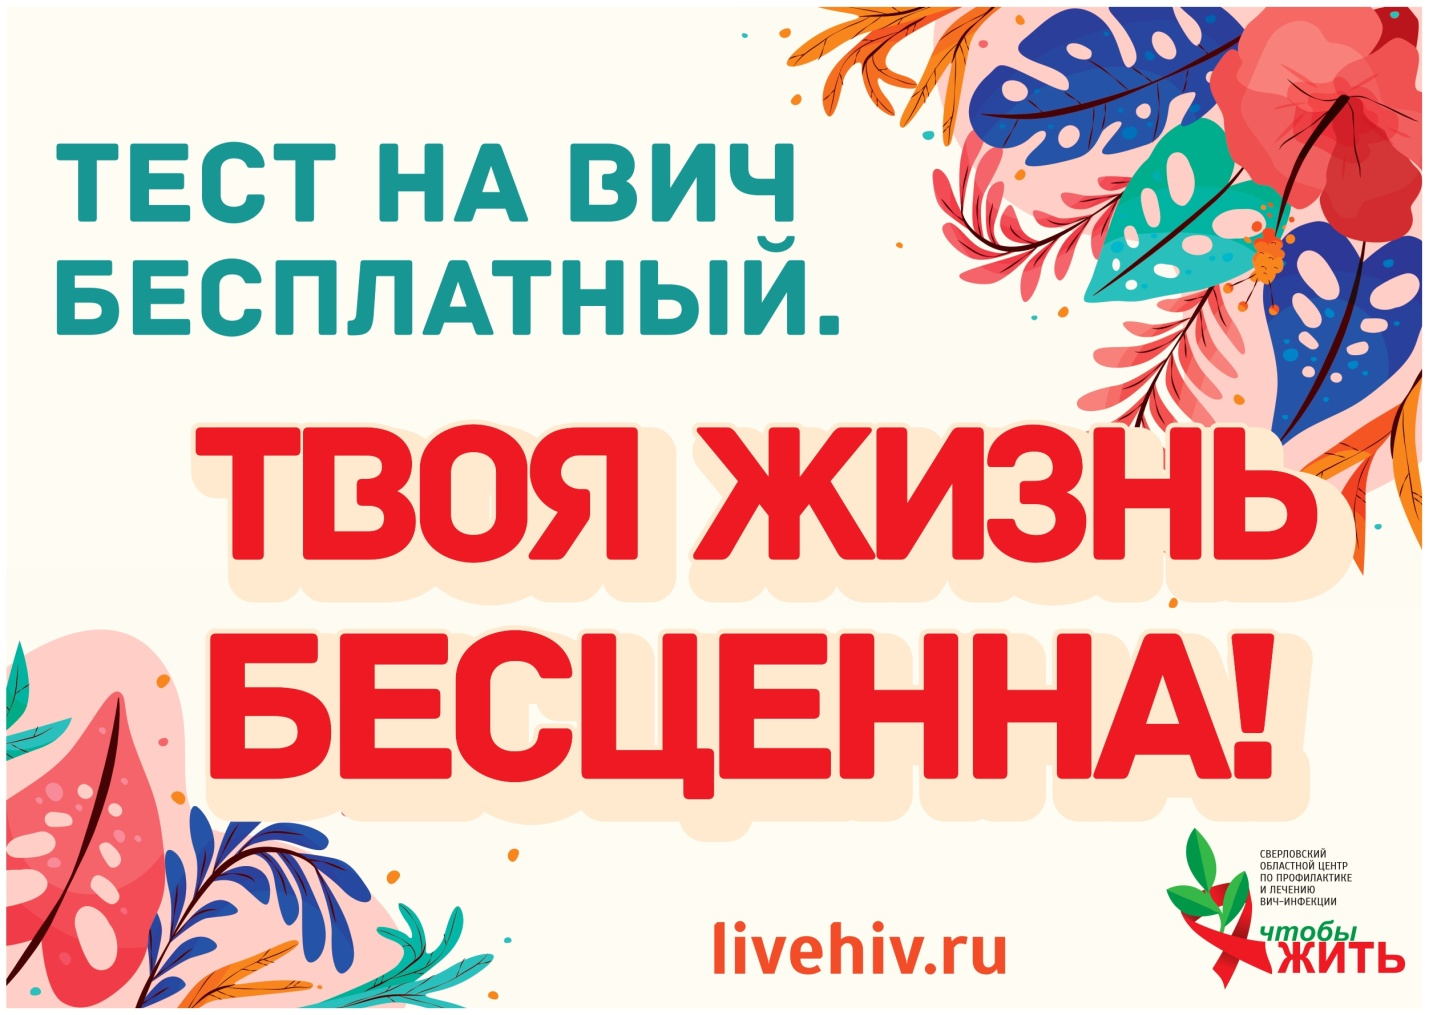 ТЕСТ НА ВИЧ
БЕСПЛАТНЫЙ.
ТВОЯ ЖИЗНЬ
БЕСЦЕННА!
livehiv.ru
СВЕРЛОВСКИЙ
ОБЛАСТНОЙ ЦЕНТР
ПО ПРОФИЛАКТИКЕ
И ЛЕЧЕНИЮ
ВИЧ-ИНФЕКЦИИ
чтобы
ЖИТЬ